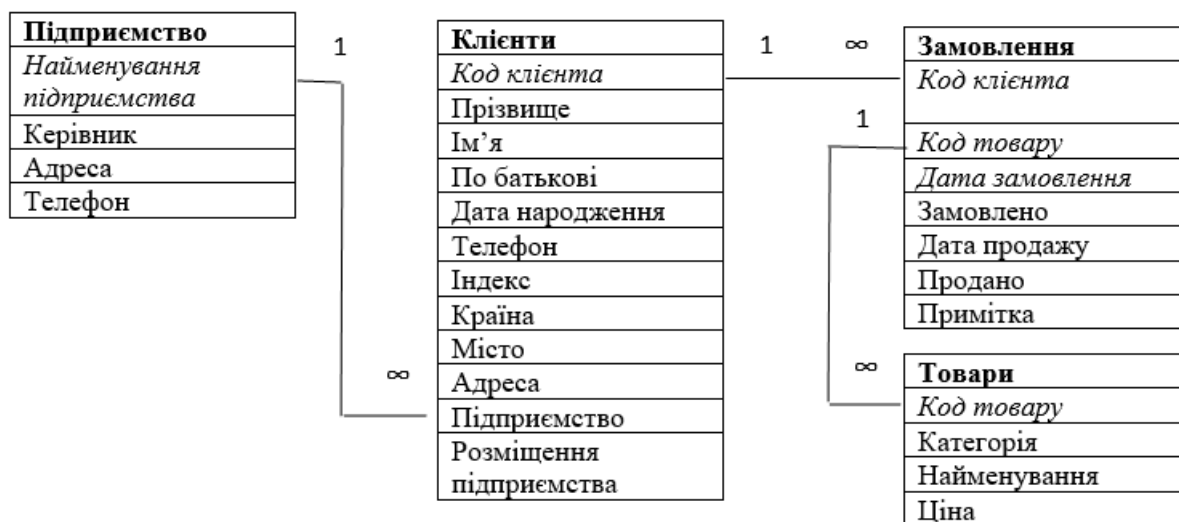 Підприємство
Найменування
підприємства
Керівник
Адреса
Телефон
1
∞
Клієнти
Код клієнта
Прізвище
Ім’я
По батькові
Дата народження
Телефон
Індекс
Країна
Місто
Адреса
Підприємство
Розміщення
підприємства
1
∞
Замовлення
Код клієнта
1
Код товару
Дата замовлення
Замовлено
Дата продажу
Продано
Примітка
∞
Товари
Код товару
Категорія
Найменування
Ціна